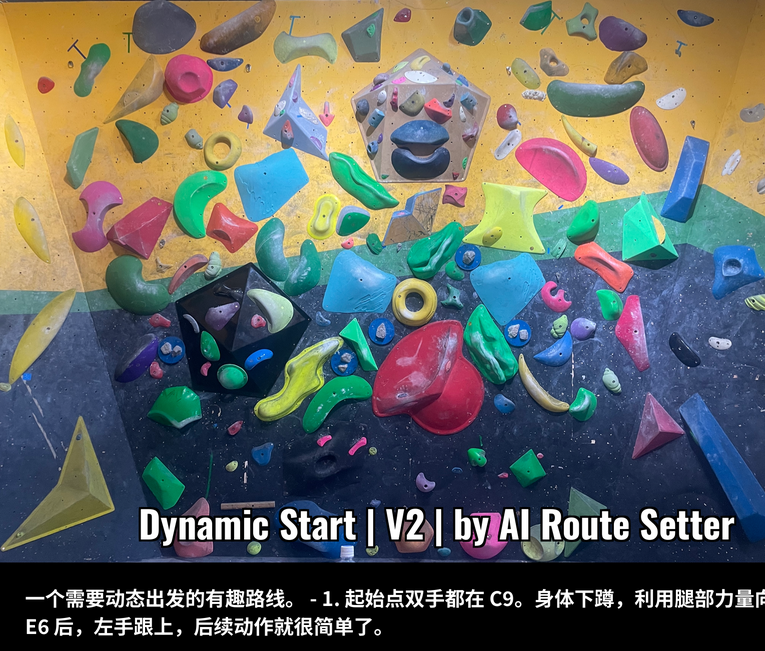 Dynamic Start | V2 | by AI Route Setter
一个需要动态出发的有趣路线。 - 1. 起始点双手都在 C9。身体下蹲，利用腿部力量向
E6 后，左手跟上，后续动作就很简单了。